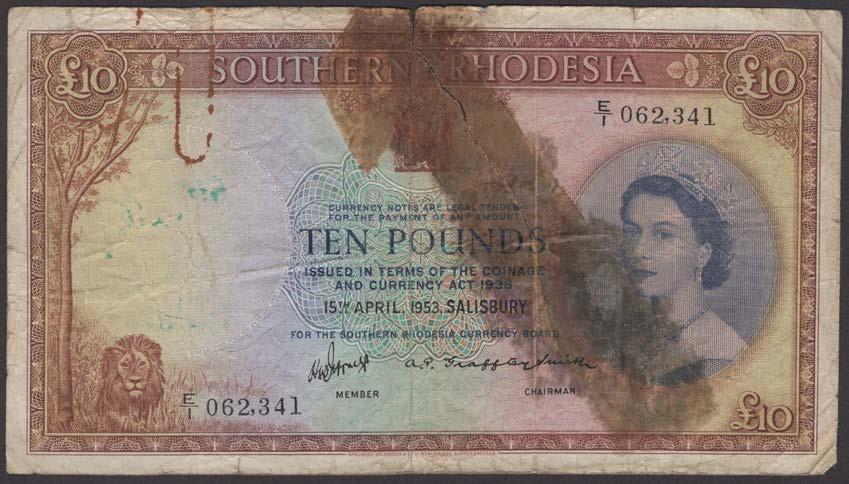 £10 SOUTHERN RHODESIA £10
E/1 062,341
CURRENCY NOTES ARE LEGAL TENDER
FOR THE PAYMENT OF ANY AMOUNT
TEN POUNDS
ISSUED IN TERMS OF THE COINAGE
AND CURRENCY ACT 1938
15TH APRIL, 1953, SALISBURY
FOR THE SOUTHERN RHODESIA CURRENCY BOARD
A.P. Grafftey Smith
MEMBER CHAIRMAN
E/1 062,341
£10